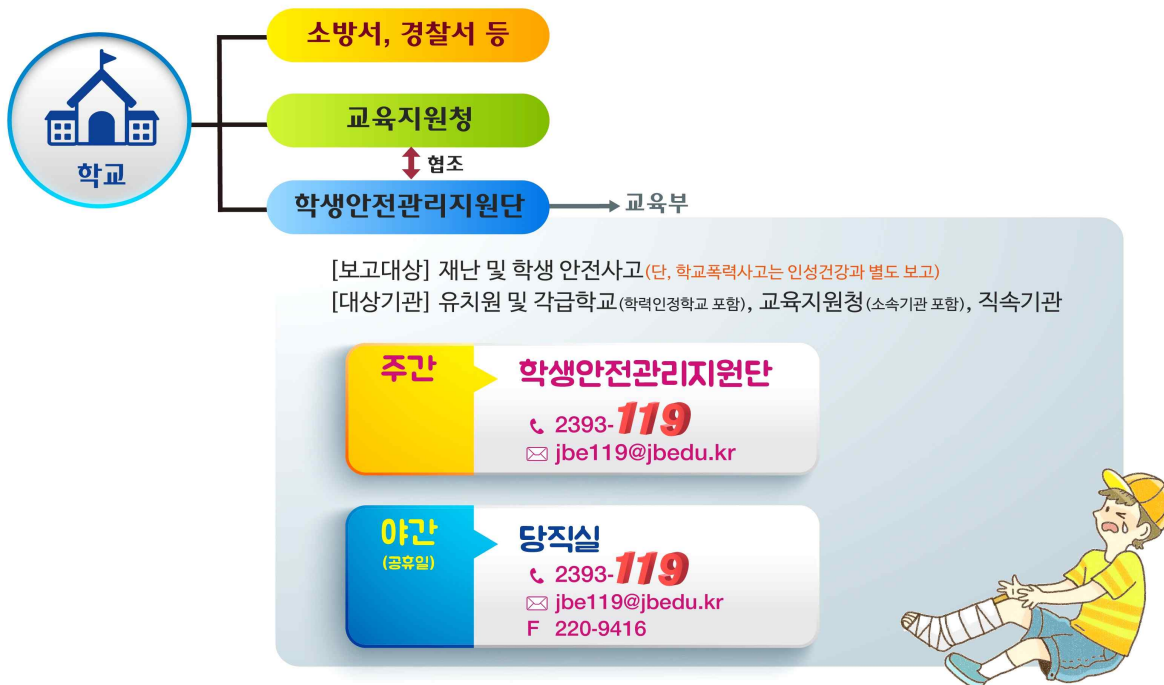 소방서, 경찰서 등
교육지원청
협조
학교
학생안전관리지원단
교육부
[보고대상] 재난 및 학생 안전사고(단, 학교폭력사고는 인성건강과 별도 보고)
[대상기관] 유치원 및 각급학교(학력인정학교 포함), 교육지원청(소속기관 포함), 직속기관
주간
학생안전관리지원단
2393-119
jbe119@jbedu.kr
야간
(공휴일)
당직실
2393-119
jbe119@jbedu.kr
F 220-9416